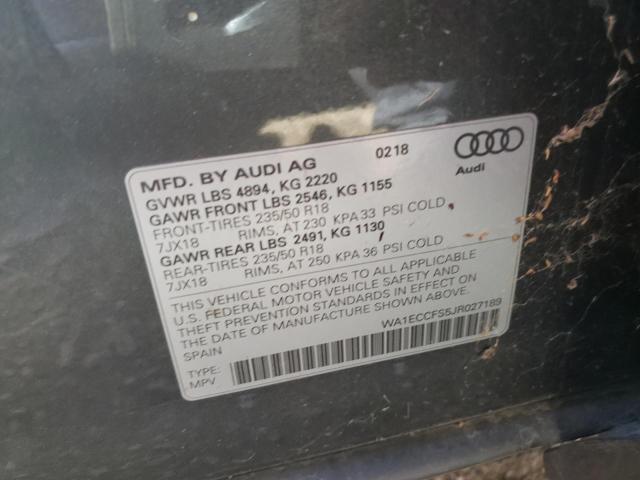 MFD. BY AUDI AG 0218
Audi
GVWR LBS 4894, KG 2220
GAWR FRONT LBS 2546, KG 1155
FRONT-TIRES 235/50 R18
7JX18 RIMS, AT 230 KPA 33 PSI COLD
GAWR REAR LBS 2491, KG 1130
REAR-TIRES 235/50 R18
7JX18 RIMS, AT 250 KPA 36 PSI COLD
THIS VEHICLE CONFORMS TO ALL APPLICABLE
U.S. FEDERAL MOTOR VEHICLE SAFETY AND
THEFT PREVENTION STANDARDS IN EFFECT ON
THE DATE OF MANUFACTURE SHOWN ABOVE.
SPAIN WA1ECCFS5JR027189
TYPE:
MPV